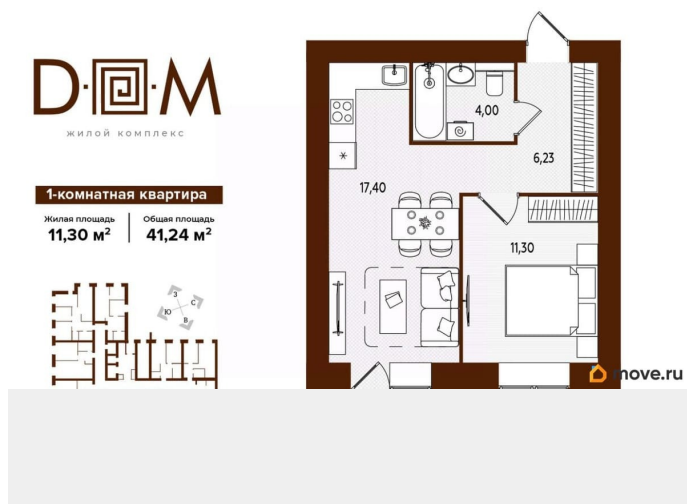 D·O·M
жилой комплекс
1-комнатная квартира
Жилая площадь
11,30 м²
Общая площадь
41,24 м²
З
С
Ю
В
4,00
6,23
17,40
11,30
move.ru